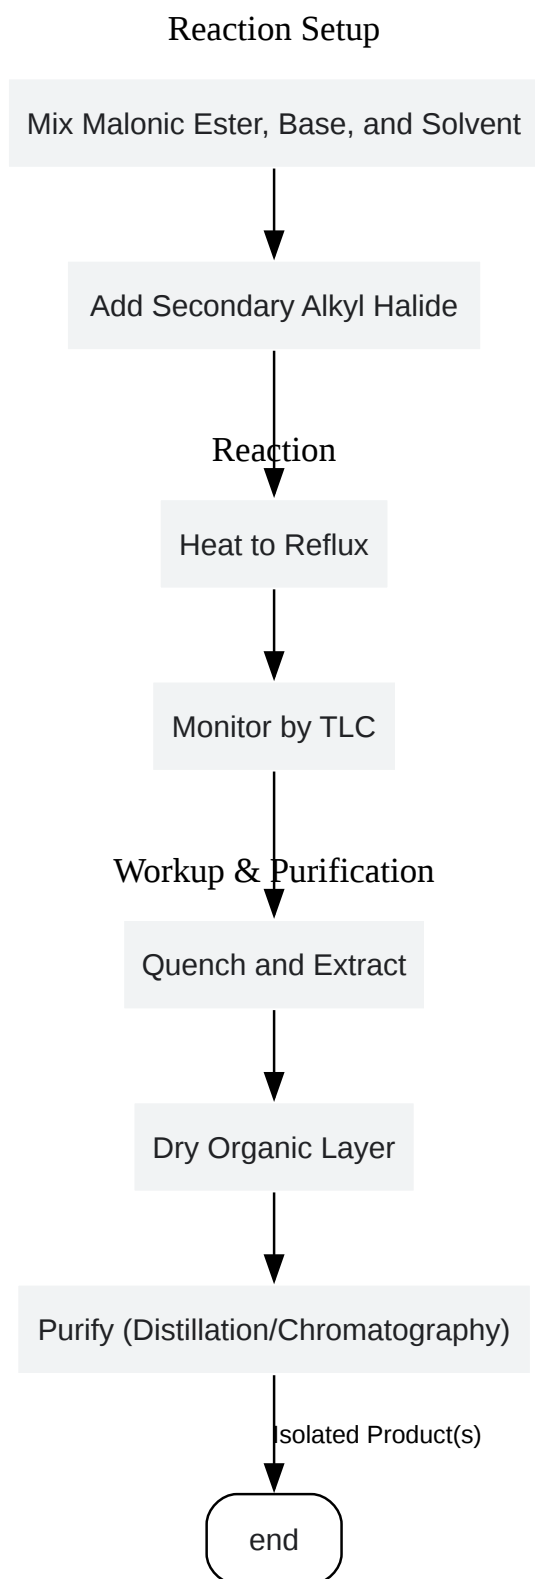 Reaction Setup
Mix Malonic Ester, Base, and Solvent
Add Secondary Alkyl Halide
Reaction
Heat to Reflux
Monitor by TLC
Workup & Purification
Quench and Extract
Dry Organic Layer
Purify (Distillation/Chromatography)
Isolated Product(s)
end